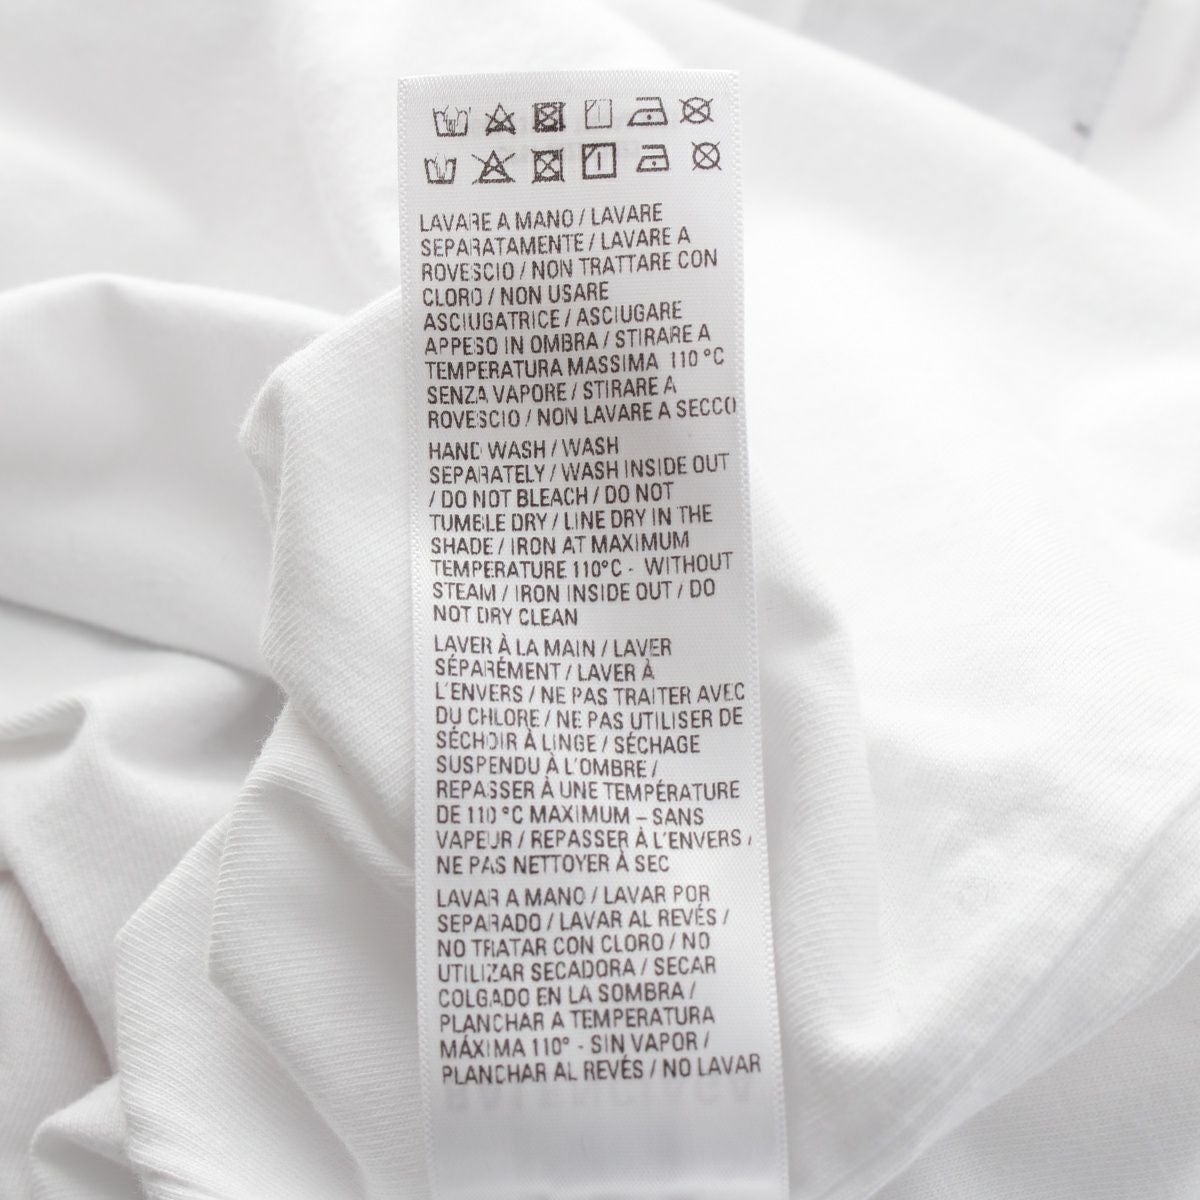 LAVARE A MANO / LAVARE
SEPARATAMENTE / LAVARE A
ROVESCIO / NON TRATTARE CON
CLORO / NON USARE
ASCIUGATRICE / ASCIUGARE
APPESO IN OMBRA / STIRARE A
TEMPERATURA MASSIMA 110 °C
SENZA VAPORE / STIRARE A
ROVESCIO / NON LAVARE A SECCO
HAND WASH / WASH
SEPARATELY / WASH INSIDE OUT
/ DO NOT BLEACH / DO NOT
TUMBLE DRY / LINE DRY IN THE
SHADE / IRON AT MAXIMUM
TEMPERATURE 110°C - WITHOUT
STEAM / IRON INSIDE OUT / DO
NOT DRY CLEAN
LAVER À LA MAIN / LAVER
SÉPARÉMENT / LAVER À
L'ENVERS / NE PAS TRAITER AVEC
DU CHLORE / NE PAS UTILISER DE
SÉCHOIR À LINGE / SÉCHAGE
SUSPENDU À L'OMBRE /
REPASSER À UNE TEMPÉRATURE
DE 110 °C MAXIMUM – SANS
VAPEUR / REPASSER À L'ENVERS /
NE PAS NETTOYER À SEC
LAVAR A MANO / LAVAR POR
SEPARADO / LAVAR AL REVÉS /
NO TRATAR CON CLORO / NO
UTILIZAR SECADORA / SECAR
COLGADO EN LA SOMBRA /
PLANCHAR A TEMPERATURA
MÁXIMA 110° - SIN VAPOR /
PLANCHAR AL REVÉS / NO LAVAR